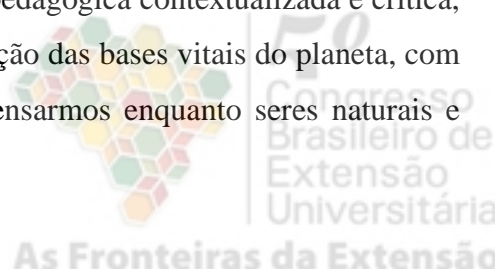 pedagógica contextualizada e crítica,
ção das bases vitais do planeta, com
ensarmos enquanto seres naturais e
5º
Congresso
Brasileiro de
Extensão
Universitária
As Fronteiras da Extensão